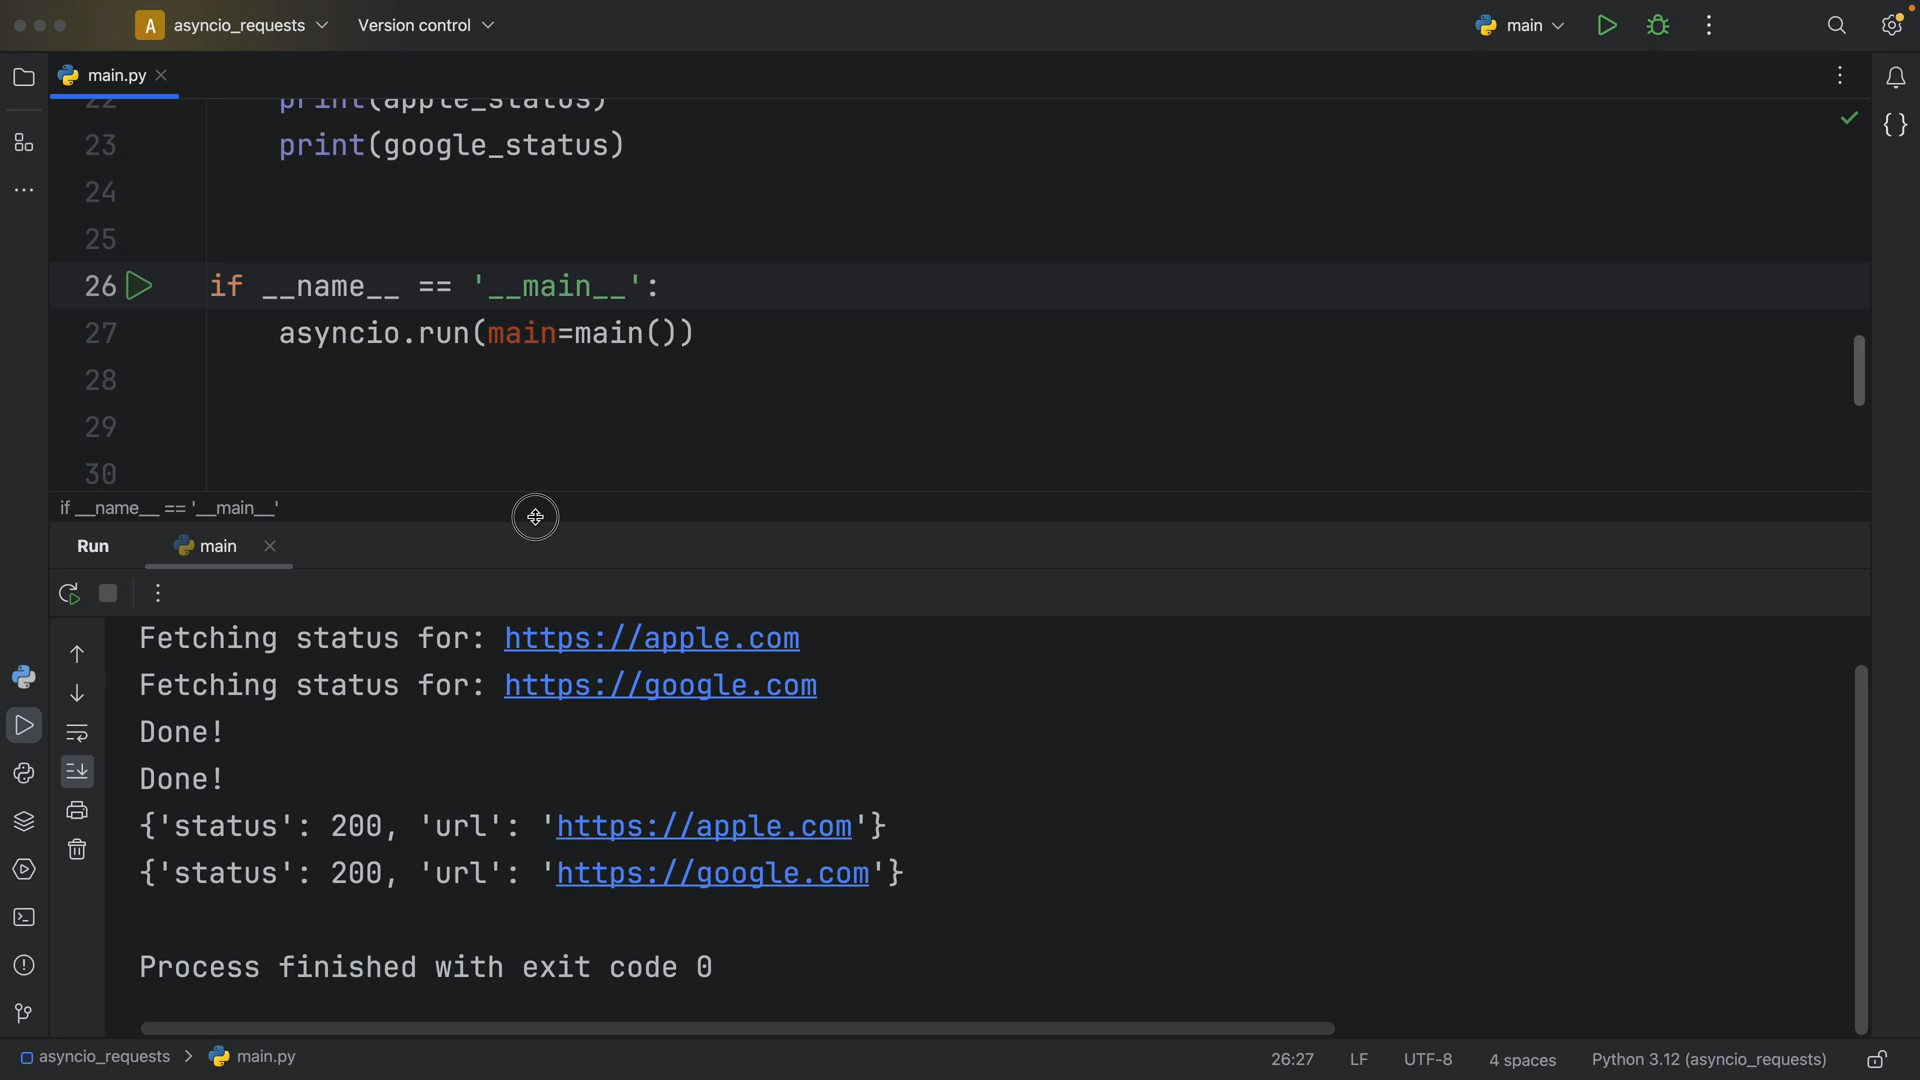 A asyncio_requests Version control main
main.py
22 print(apple_status)
23 print(google_status)
24
25
26 if __name__ == '__main__':
27 asyncio.run(main=main())
28
29
30
if __name__ == '__main__'
Run main
Fetching status for: https://apple.com
Fetching status for: https://google.com
Done!
Done!
{'status': 200, 'url': 'https://apple.com'}
{'status': 200, 'url': 'https://google.com'}
Process finished with exit code 0
asyncio_requests > main.py 26:27 LF UTF-8 4 spaces Python 3.12 (asyncio_requests)